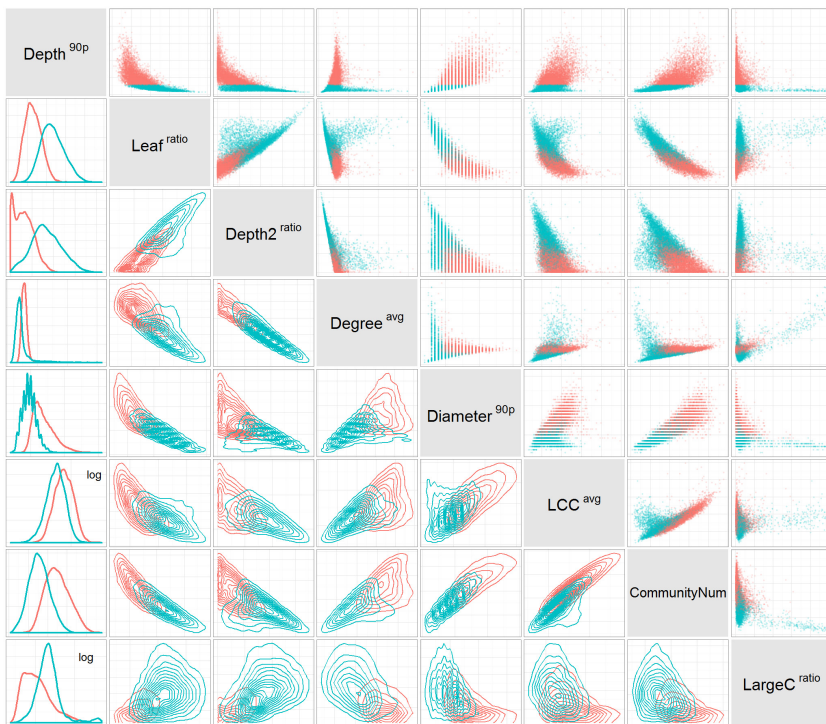 Depth 90p
Leaf ratio
Depth2 ratio
Degree avg
Diameter 90p
log
LCC avg
CommunityNum
log
LargeC ratio